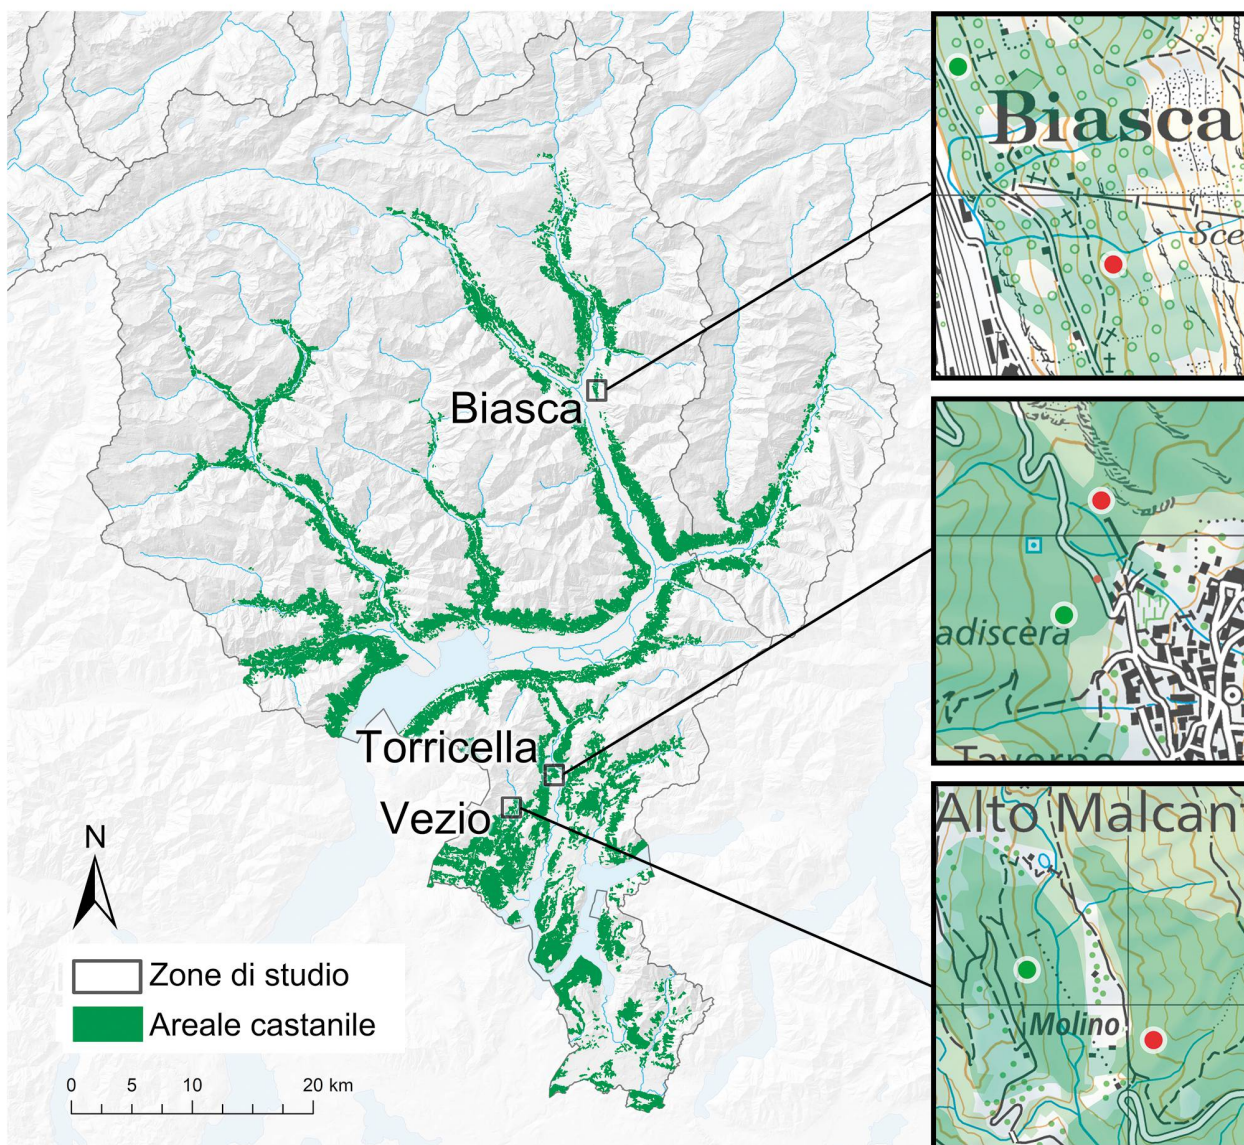 Biasca
Torricella
Vezio
N
Zone di studio
Areale castanile
0 5 10 20 km
Biasca
Sce
adiscèra
Taverne
Alto Malcant
Molino